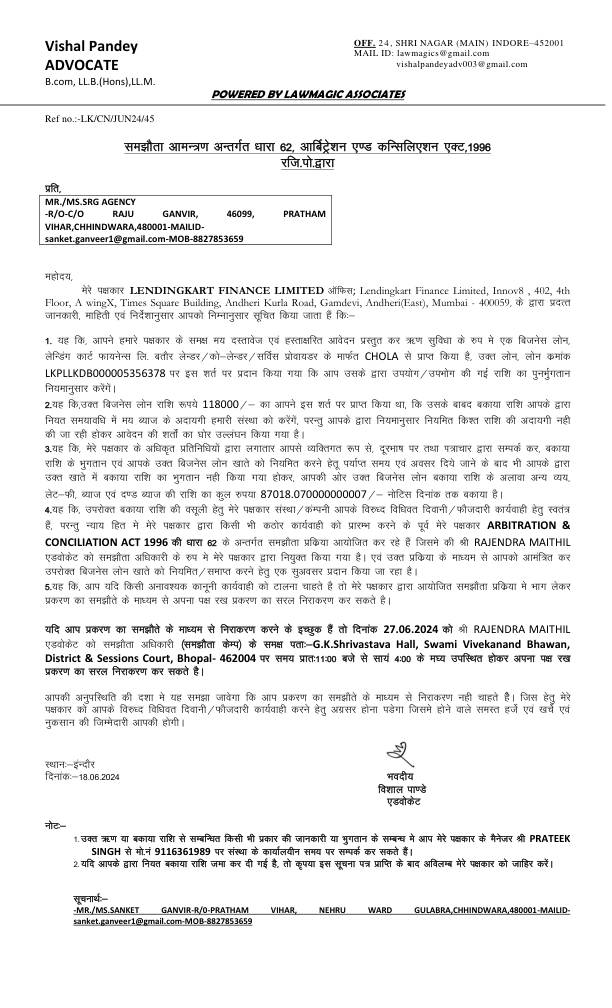 Vishal Pandey
ADVOCATE
B.com, LL.B.(Hons),LL.M.
OFF. 24, SHRI NAGAR (MAIN) INDORE–452001
MAIL ID: lawmagics@gmail.com
vishalpandeyadv003@gmail.com
POWERED BY LAWMAGIC ASSOCIATES
Ref no.:-LK/CN/JUN24/45
समझौता आमन्त्रण अन्तर्गत धारा 62, आर्बिट्रेशन एण्ड कन्सिलिएशन एक्ट,1996
रजि.पो.द्वारा
प्रति,
MR./MS.SRG AGENCY
-R/O-C/O RAJU GANVIR, 46099, PRATHAM
VIHAR,CHHINDWARA,480001-MAILID-
sanket.ganveer1@gmail.com-MOB-8827853659
महोदय,
मेरे पक्षकार LENDINGKART FINANCE LIMITED ऑफिस; Lendingkart Finance Limited, Innov8 , 402, 4th
Floor, A wingX, Times Square Building, Andheri Kurla Road, Gamdevi, Andheri(East), Mumbai - 400059, के द्वारा प्रदत्त
जानकारी, माहिती एवं निर्देशानुसार आपको निम्नानुसार सूचित किया जाता हैं किः–
1. यह कि, आपने हमारे पक्षकार के समक्ष मय दस्तावेज एवं हस्ताक्षरित आवेदन प्रस्तुत कर ऋण सुविधा के रुप मे एक बिजनेस लोन,
लेन्डिंग कार्ट फायनेन्स लि. बतौर लेन्डर/को–लेन्डर/सर्विस प्रोवायडर के मार्फत CHOLA से प्राप्त किया है, उक्त लोन, लोन क्रमांक
LKPLLKDB000005356378 पर इस शर्त पर प्रदान किया गया कि आप उसके द्वारा उपयोग/उपभोग की गई राशि का पुनर्मुगतान
नियमानुसार करेंगें।
2.यह कि,उक्त बिजनेस लोन राशि रूपये 118000/– का आपने इस शर्त पर प्राप्त किया था, कि उसके बाबद बकाया राशि आपके द्वारा
नियत समयावधि में मय ब्याज के अदायगी हमारी संस्था को करेंगें, परन्तु आपके द्वारा नियमानुसार नियमित किश्त राशि की अदायगी नही
की जा रही होकर आवेदन की शर्तों का घोर उल्लंघन किया गया है।
3.यह कि, मेरे पक्षकार के अधिकृत प्रतिनिधियों द्वारा लगातार आपसे व्यक्तिगत रूप से, दूरभाष पर तथा पत्राचार द्वारा सम्पर्क कर, बकाया
राशि के भुगतान एवं आपके उक्त बिजनेस लोन खाते को नियमित करने हेतू पर्याप्त समय एवं अवसर दिये जाने के बाद भी आपके द्वारा
उक्त खाते में बकाया राशि का भुगतान नही किया गया होकर, आपकी ओर उक्त बिजनेस लोन बकाया राशि के अलावा अन्य व्यय,
लेट–फी, ब्याज एवं दण्ड ब्याज की राशि का कुल रुपया 87018.070000000007/– नोटिस दिनांक तक बकाया है।
4.यह कि, उपरोक्त बकाया राशि की वसूली हेतु मेरे पक्षकार संस्था/कंम्पनी आपके विरुध्द विधिवत दिवानी/फौजदारी कार्यवाही हेतु स्वतंत्र
हैं, परन्तु न्याय हित मे मेरे पक्षकार द्वारा किसी भी कठोर कार्यवाही को प्रारम्भ करने के पूर्व मेरे पक्षकार ARBITRATION &
CONCILIATION ACT 1996 की धारा 62 के अन्तर्गत समझौता प्रक्रिया आयोजित कर रहे हैं जिसमे की श्री RAJENDRA MAITHIL
एडवोकेट को समझौता अधिकारी के रुप मे मेरे पक्षकार द्वारा नियुक्त किया गया है। एवं उक्त प्रक्रिया के माध्यम से आपको आमंत्रित कर
उपरोक्त बिजनेस लोन खाते को नियमित/समाप्त करने हेतू एक सुअवसर प्रदान किया जा रहा है।
5.यह कि, आप यदि किसी अनावश्यक कानूनी कार्यवाही को टालना चाहते है तो मेरे पक्षकार द्वारा आयोजित समझौता प्रक्रिया मे भाग लेकर
प्रकरण का समझौते के माध्यम से अपना पक्ष रख प्रकरण का सरल निराकरण कर सकते है।
यदि आप प्रकरण का समझौते के माध्यम से निराकरण करने के इच्छुक हैं तो दिनांक 27.06.2024 को श्री RAJENDRA MAITHIL
एडवोकेट को समझौता अधिकारी (समझौता केम्प) के समक्ष पताः–G.K.Shrivastava Hall, Swami Vivekanand Bhawan,
District & Sessions Court, Bhopal- 462004 पर समय प्रातः11:00 बजे से सायं 4:00 के मघ्य उपस्थित होकर अपना पक्ष रख
प्रकरण का सरल निराकरण कर सकते है।
आपकी अनुपस्थिति की दशा मे यह समझा जावेगा कि आप प्रकरण का समझौते के माध्यम से निराकरण नही चाहते हैै। जिस हेतु मेरे
पक्षकार को आपके विरुध्द विधिवत दिवानी/फौजदारी कार्यवाही करने हेतु अग्रसर होना पडेगा जिसमे होने वाले समस्त हर्जे एवं खर्चे एवं
नुकसान की जिम्मेदारी आपकी होगी।
स्थानः–इंन्दौर
दिनांकः–18.06.2024
भवदीय
विशाल पाण्डे
एडवोकेट
नोटः–
1.उक्त ऋण या बकाया राशि से सम्बन्धित किसी भी प्रकार की जानकारी या भुगतान के सम्बन्ध मे आप मेरे पक्षकार के मैनेजर श्री PRATEEK
SINGH से मो.नं 9116361989 पर संस्था के कार्यालयीन समय पर सम्पर्क कर सकते हैं।
2.यदि आपके द्वारा नियत बकाया राशि जमा कर दी गई है, तो कृपया इस सूचना पत्र प्राप्ति के बाद अविलम्ब मेरे पक्षकार को जाहिर करें।
सूचनार्थः–
-MR./MS.SANKET GANVIR-R/0-PRATHAM VIHAR, NEHRU WARD GULABRA,CHHINDWARA,480001-MAILID-
sanket.ganveer1@gmail.com-MOB-8827853659